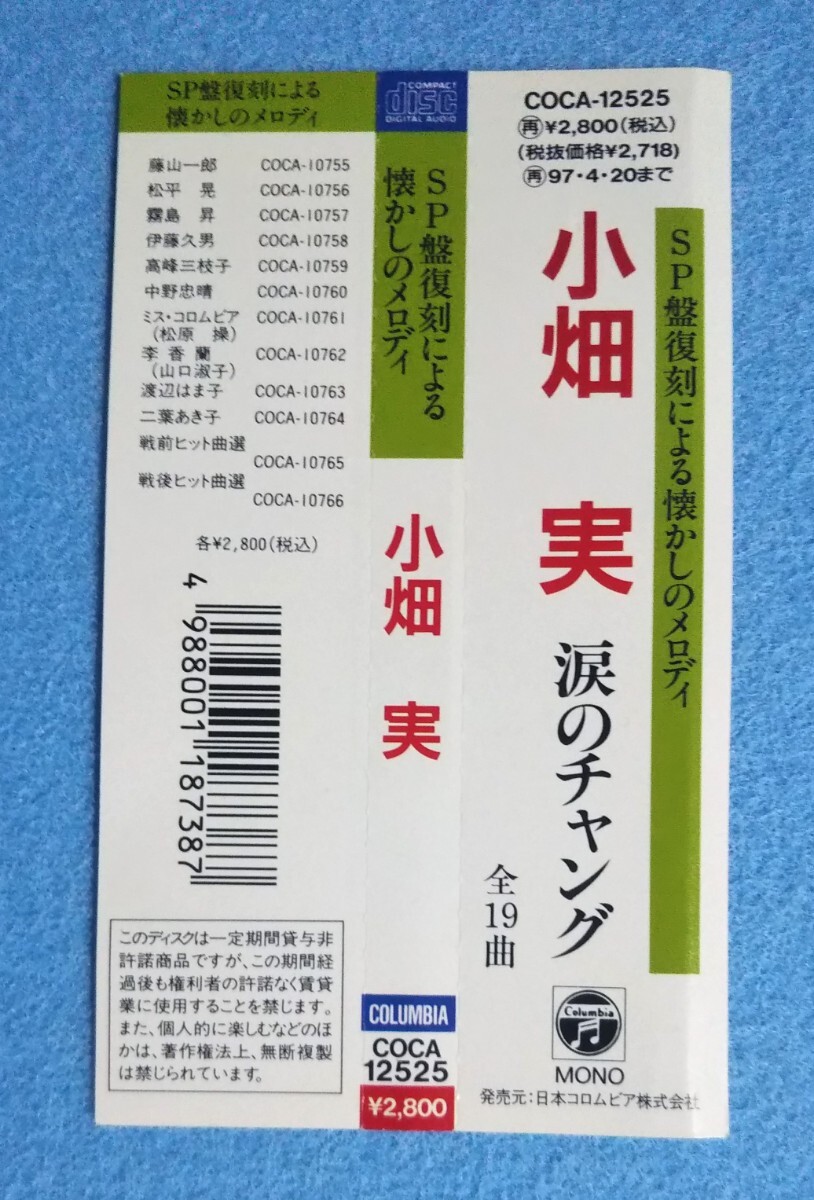 SP盤復刻による
懐かしのメロディ
藤山一郎 COCA-10755
松平 晃 COCA-10756
霧島 昇 COCA-10757
伊藤久男 COCA-10758
高峰三枝子 COCA-10759
中野忠晴 COCA-10760
ミス・コロムビア COCA-10761
(松原 操)
李香蘭 COCA-10762
(山口淑子)
渡辺はま子 COCA-10763
二葉あき子 COCA-10764
戦前ヒット曲選
COCA-10765
戦後ヒット曲選
COCA-10766
各¥2,800(税込)
4 988001 187387
このディスクは一定期間貸与非
許諾商品ですが、この期間経
過後も権利者の許諾なく賃貸
業に使用することを禁じます。
また、個人的に楽しむなどのほ
かは、著作権法上、無断複製
は禁じられています。
COMPACT
disc
DIGITAL AUDIO
SP盤復刻による
懐かしのメロディ
小畑 実
COLUMBIA
COCA
12525
¥2,800
COCA-12525
再¥2,800(税込)
(税抜価格¥2,718)
再97・4・20まで
SP盤復刻による懐かしのメロディ
小畑 実
涙のチャング
全19曲
Columbia
MONO
発売元:日本コロムビア株式会社